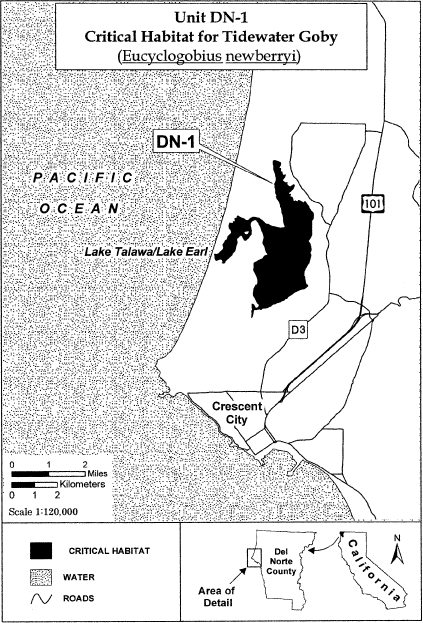 Unit DN-1
Critical Habitat for Tidewater Goby
(Eucyclogobius newberryi)
DN-1
PACIFIC
OCEAN
101
Lake Talawa/Lake Earl
D3
Crescent
City
0 1 2
Miles
Kilometers
0 1 2
Scale 1:120,000
CRITICAL HABITAT
WATER
ROADS
Del
Norte
County
Area of
Detail
California
N